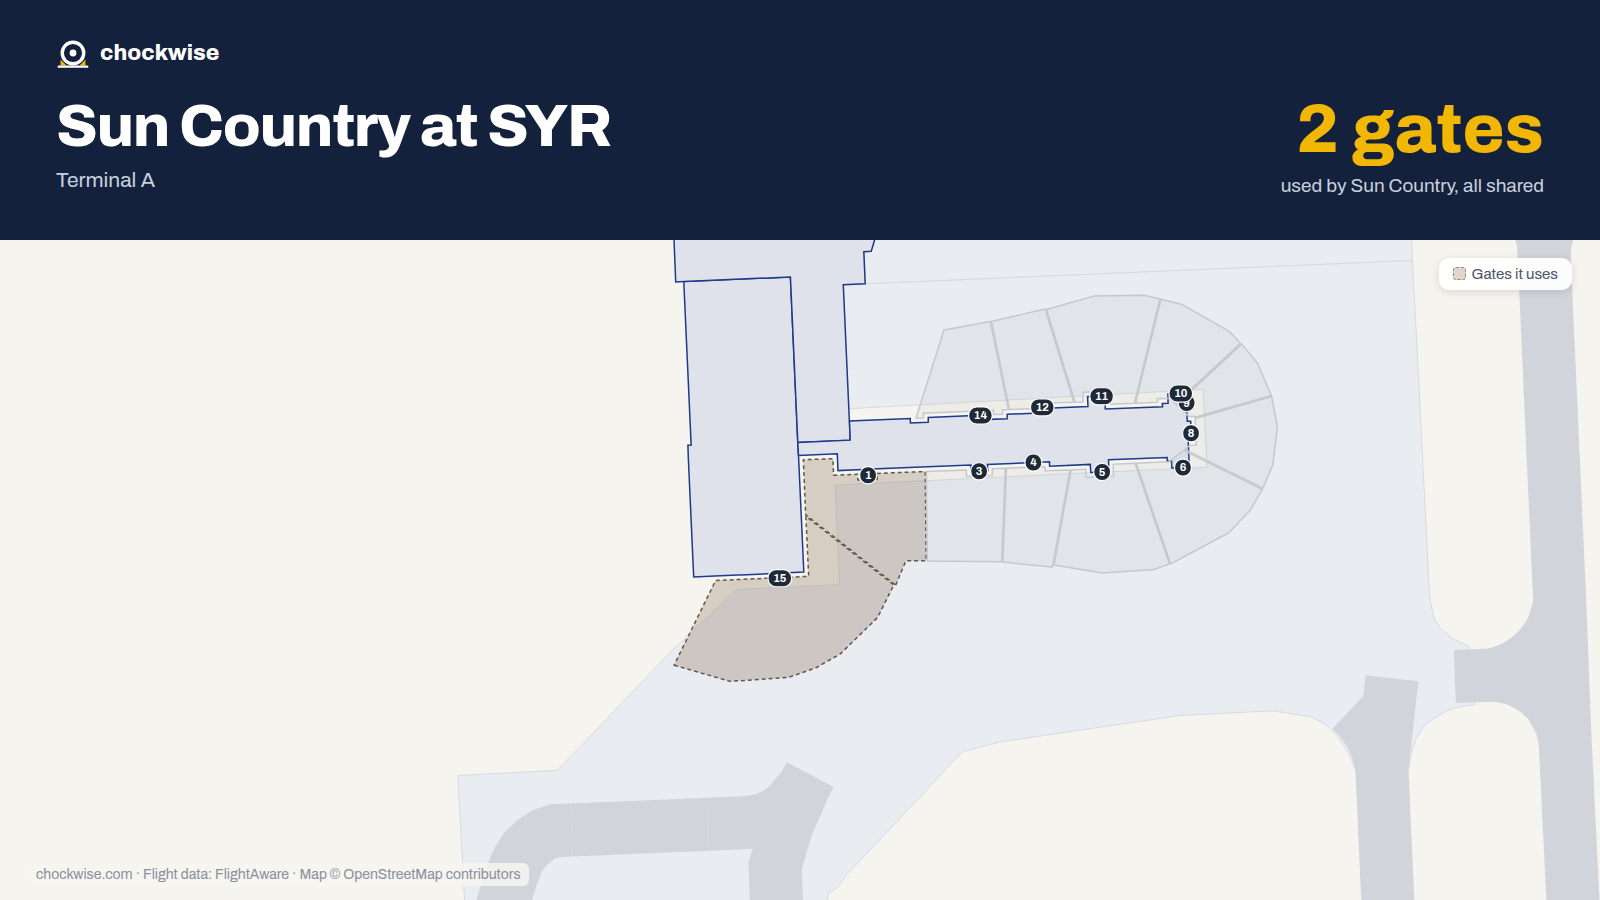 chockwise
Sun Country at SYR
Terminal A
2 gates
used by Sun Country, all shared
Gates it uses
10
9
11
12
14
8
4
1
3
5
6
15
chockwise.com · Flight data: FlightAware · Map © OpenStreetMap contributors